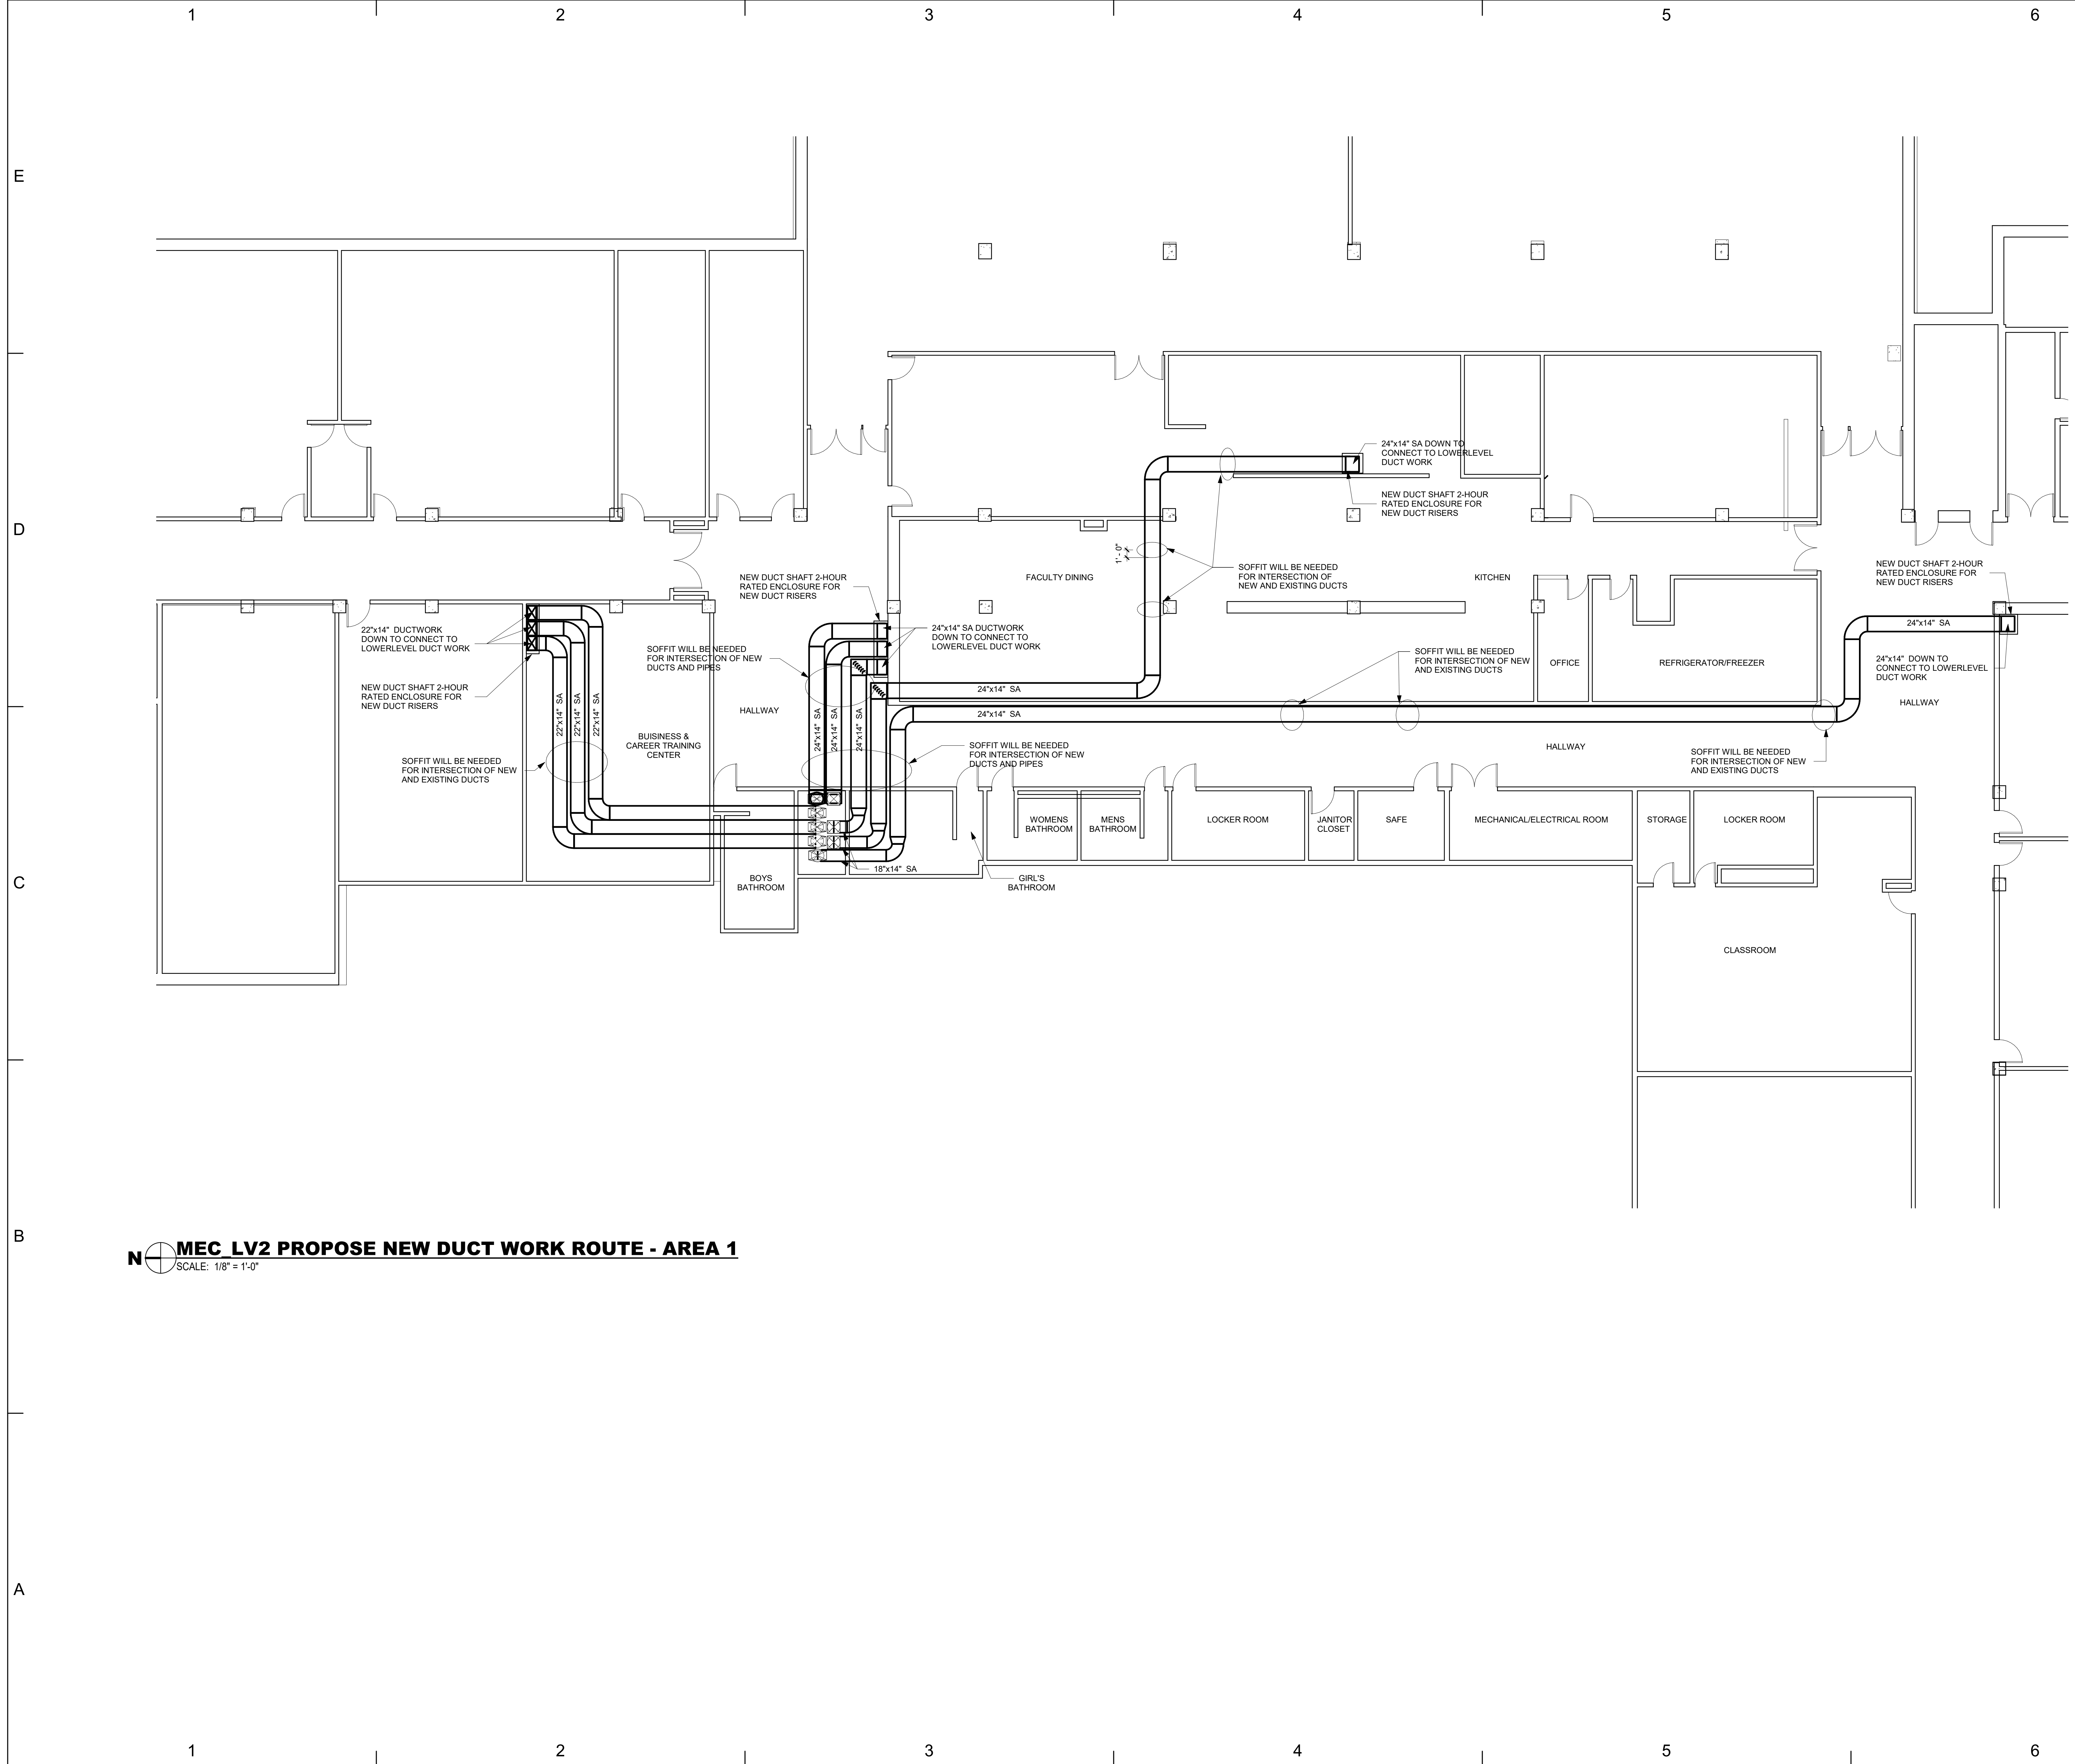 1 2 3 4 5 6
E
24"x14" SA DOWN TO
CONNECT TO LOWERLEVEL
DUCT WORK
NEW DUCT SHAFT 2-HOUR
RATED ENCLOSURE FOR
NEW DUCT RISERS
D
1' - 0"
SOFFIT WILL BE NEEDED
FOR INTERSECTION OF
NEW AND EXISTING DUCTS
FACULTY DINING
KITCHEN
NEW DUCT SHAFT 2-HOUR
RATED ENCLOSURE FOR
NEW DUCT RISERS
NEW DUCT SHAFT 2-HOUR
RATED ENCLOSURE FOR
NEW DUCT RISERS
22"x14" DUCTWORK
DOWN TO CONNECT TO
LOWERLEVEL DUCT WORK
24"x14" SA DUCTWORK
DOWN TO CONNECT TO
LOWERLEVEL DUCT WORK
24"x14" SA
SOFFIT WILL BE NEEDED
FOR INTERSECTION OF NEW
DUCTS AND PIPES
SOFFIT WILL BE NEEDED
FOR INTERSECTION OF NEW
AND EXISTING DUCTS
OFFICE
REFRIGERATOR/FREEZER
24"x14" DOWN TO
CONNECT TO LOWERLEVEL
DUCT WORK
NEW DUCT SHAFT 2-HOUR
RATED ENCLOSURE FOR
NEW DUCT RISERS
24"x14" SA
HALLWAY
22"x14" SA
22"x14" SA
22"x14" SA
HALLWAY
24"x14" SA
24"x14" SA
24"x14" SA
24"x14" SA
BUISINESS &
CAREER TRAINING
CENTER
SOFFIT WILL BE NEEDED
FOR INTERSECTION OF NEW
AND EXISTING DUCTS
SOFFIT WILL BE NEEDED
FOR INTERSECTION OF NEW
DUCTS AND PIPES
HALLWAY
SOFFIT WILL BE NEEDED
FOR INTERSECTION OF NEW
AND EXISTING DUCTS
WOMENS
BATHROOM
MENS
BATHROOM
LOCKER ROOM
JANITOR
CLOSET
SAFE
MECHANICAL/ELECTRICAL ROOM
STORAGE
LOCKER ROOM
18"x14" SA
C
BOYS
BATHROOM
GIRL'S
BATHROOM
CLASSROOM
B
N
MEC_LV2 PROPOSE NEW DUCT WORK ROUTE - AREA 1
SCALE: 1/8" = 1'-0"
A
1 2 3 4 5 6